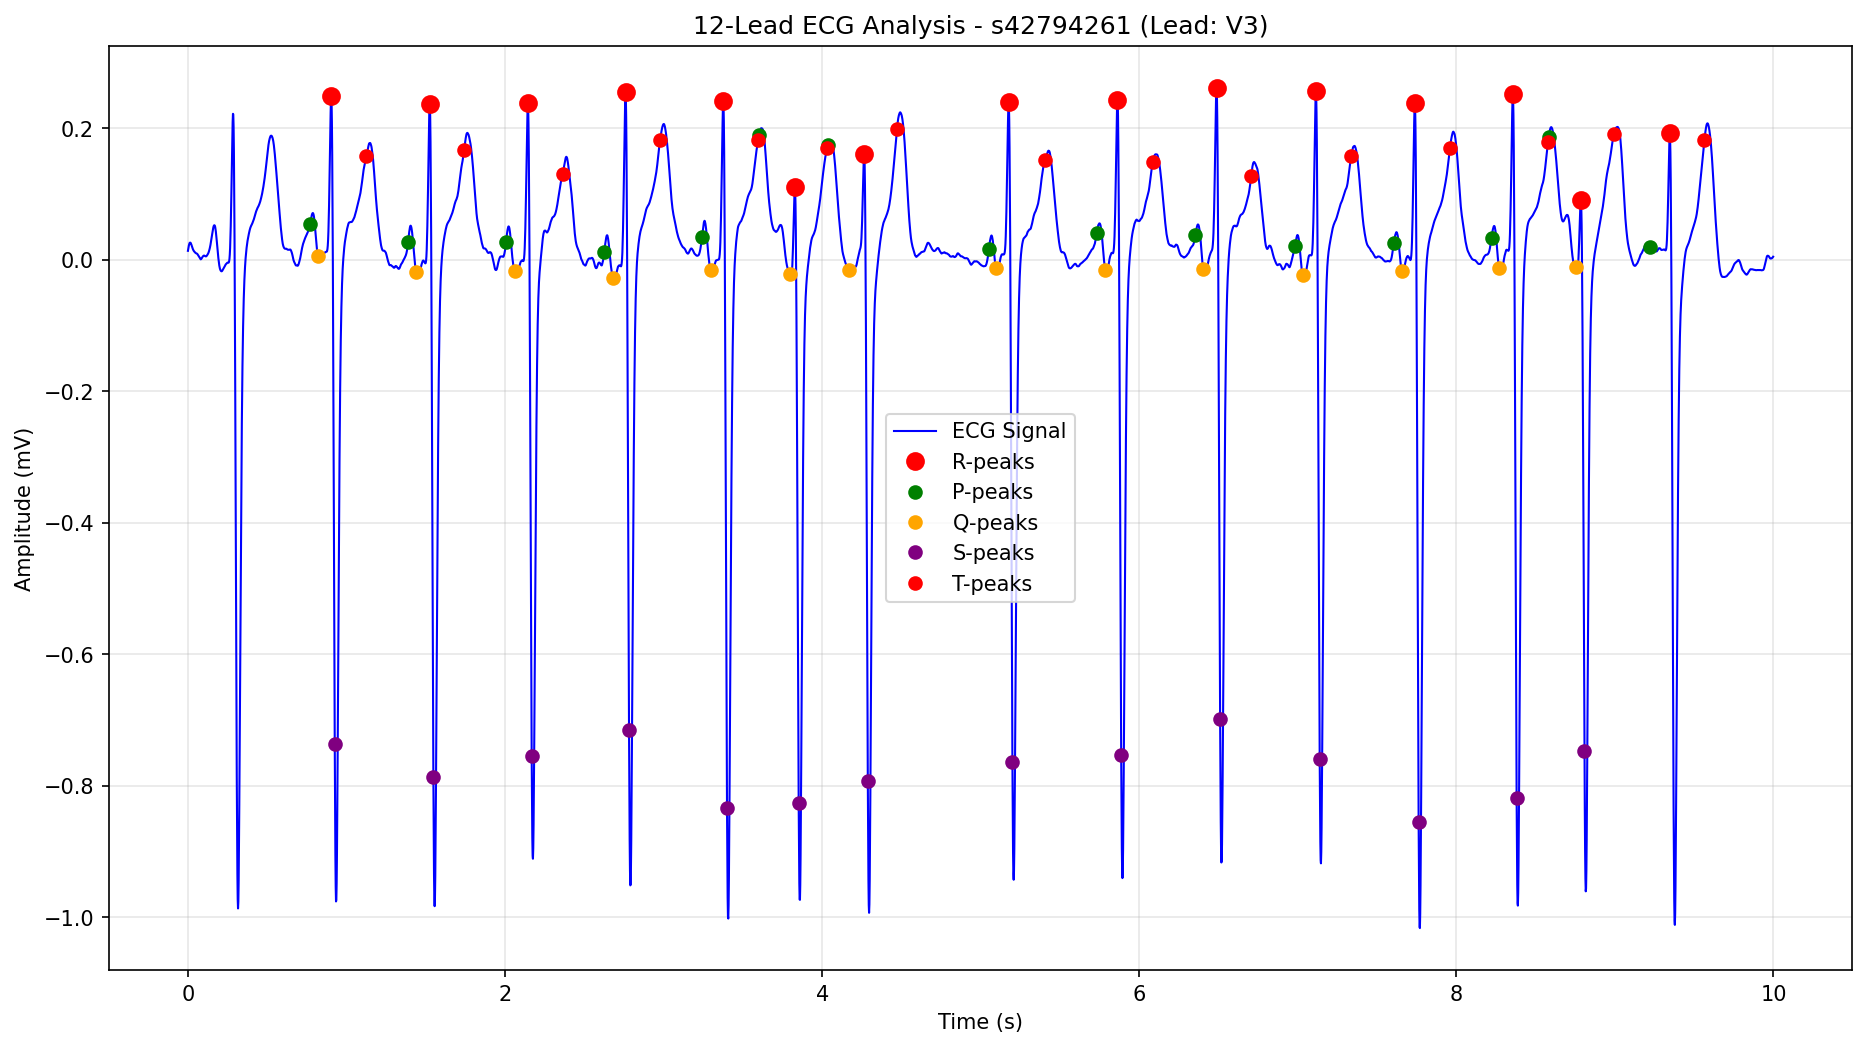 12-Lead ECG Analysis - s42794261 (Lead: V3)
0.2
0.0
−0.2
−0.4
−0.6
−0.8
−1.0
Amplitude (mV)
ECG Signal
R-peaks
P-peaks
Q-peaks
S-peaks
T-peaks
0 2 4 6 8 10
Time (s)